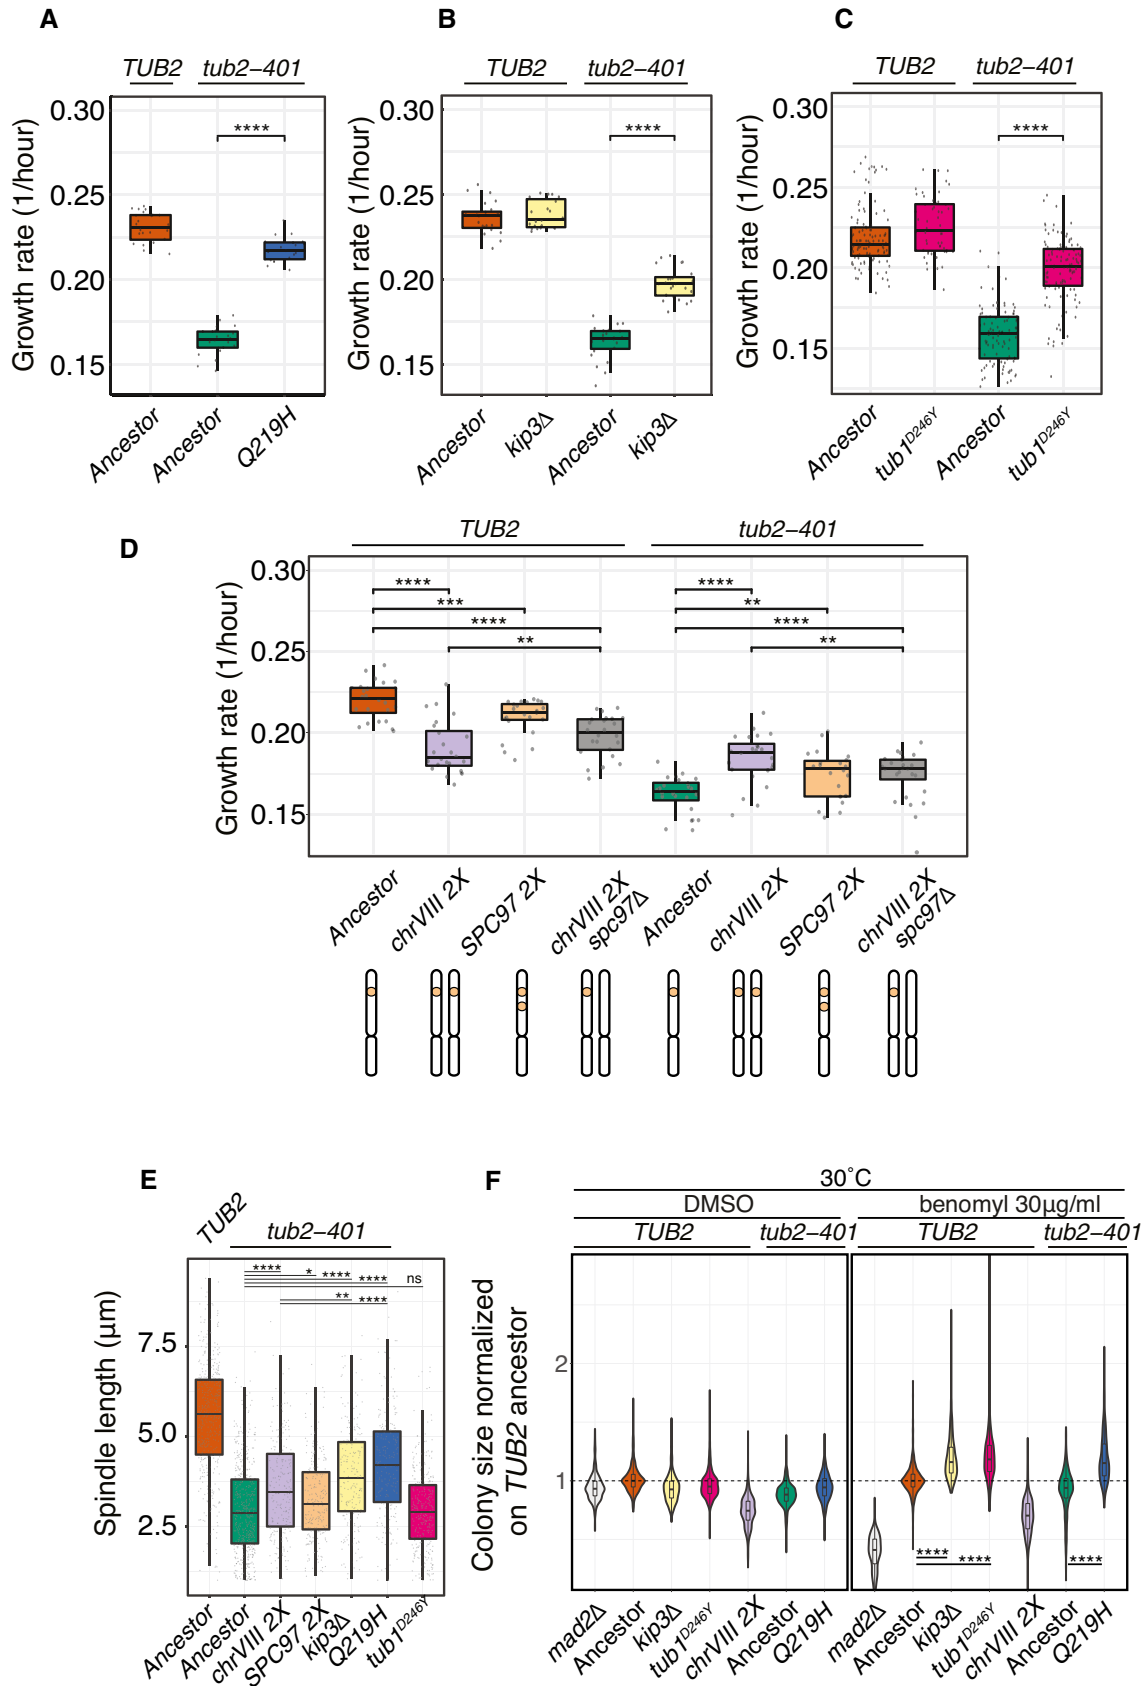 A
TUB2 tub2–401
Growth rate (1/hour)
0.30
0.25
0.20
0.15
****
Ancestor Ancestor Q219H
B
TUB2 tub2–401
Growth rate (1/hour)
0.30
0.25
0.20
0.15
****
Ancestor kip3Δ Ancestor kip3Δ
C
TUB2 tub2–401
Growth rate (1/hour)
0.30
0.25
0.20
0.15
****
Ancestor tub1D246Y Ancestor tub1D246Y
D
TUB2 tub2–401
Growth rate (1/hour)
0.30
0.25
0.20
0.15
**** ****
*** **
**** ****
** **
Ancestor chrVIII 2X SPC97 2X chrVIII 2X spc97Δ Ancestor chrVIII 2X SPC97 2X chrVIII 2X spc97Δ
E
TUB2 tub2–401
Spindle length (μm)
7.5
5.0
2.5
**** * **** **** ns
** ****
Ancestor Ancestor chrVIII 2X SPC97 2X kip3Δ Q219H tub1D246Y
F
30°C
DMSO benomyl 30μg/ml
TUB2 tub2–401 TUB2 tub2–401
Colony size normalized
on TUB2 ancestor
2
1
**** **** ****
mad2Δ Ancestor kip3Δ tub1D246Y chrVIII 2X Ancestor Q219H mad2Δ Ancestor kip3Δ tub1D246Y chrVIII 2X Ancestor Q219H